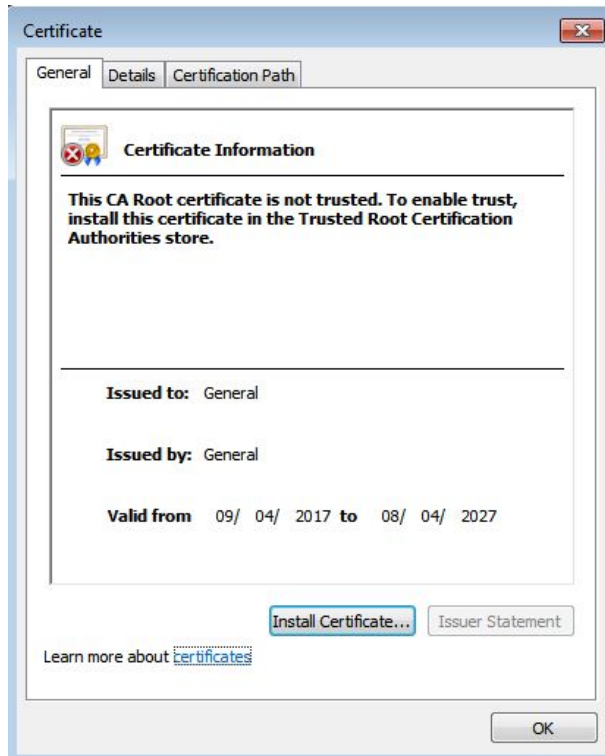 Certificate
General Details Certification Path
Certificate Information
This CA Root certificate is not trusted. To enable trust,
install this certificate in the Trusted Root Certification
Authorities store.
Issued to: General
Issued by: General
Valid from 09/ 04/ 2017 to 08/ 04/ 2027
Install Certificate... Issuer Statement
Learn more about certificates
OK